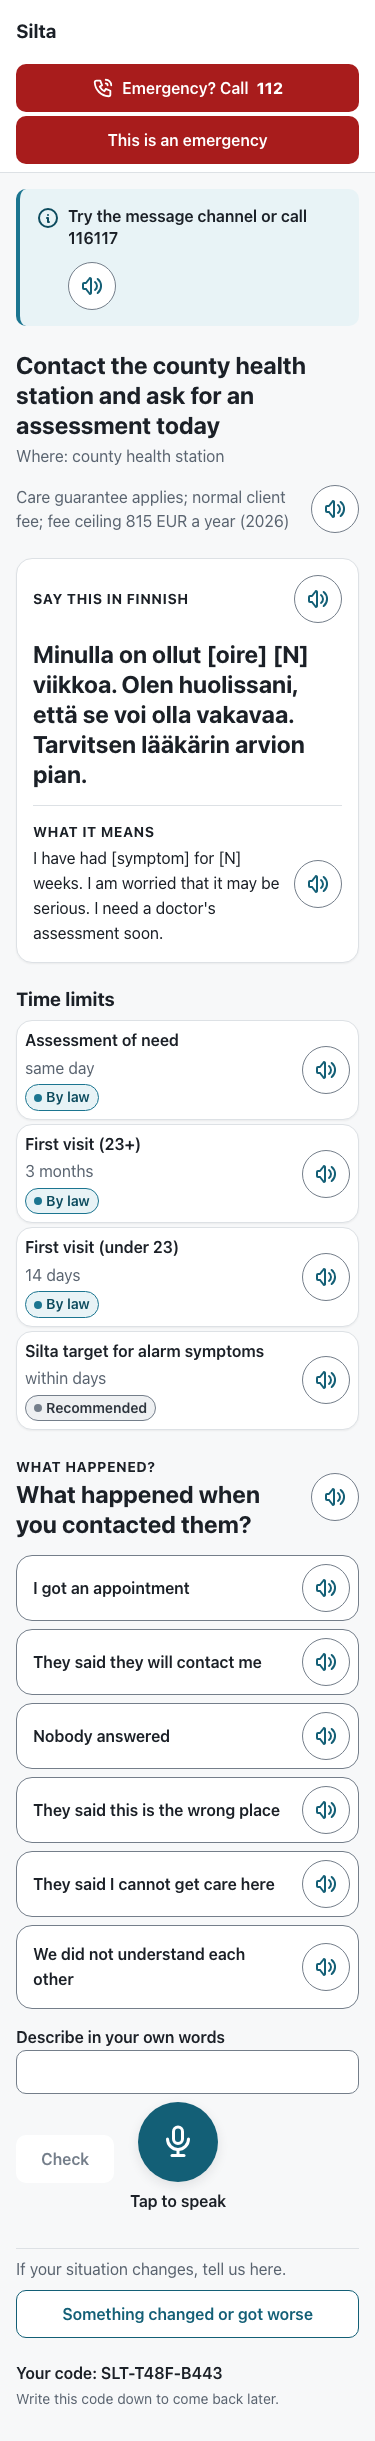 Silta
Emergency? Call 112
This is an emergency
Try the message channel or call
116117
Contact the county health
station and ask for an
assessment today
Where: county health station
Care guarantee applies; normal client
fee; fee ceiling 815 EUR a year (2026)
SAY THIS IN FINNISH
Minulla on ollut [oire] [N]
viikkoa. Olen huolissani,
että se voi olla vakavaa.
Tarvitsen lääkärin arvion
pian.
WHAT IT MEANS
I have had [symptom] for [N]
weeks. I am worried that it may be
serious. I need a doctor's
assessment soon.
Time limits
Assessment of need
same day
By law
First visit (23+)
3 months
By law
First visit (under 23)
14 days
By law
Silta target for alarm symptoms
within days
Recommended
WHAT HAPPENED?
What happened when
you contacted them?
I got an appointment
They said they will contact me
Nobody answered
They said this is the wrong place
They said I cannot get care here
We did not understand each
other
Describe in your own words
Check
Tap to speak
If your situation changes, tell us here.
Something changed or got worse
Your code: SLT-T48F-B443
Write this code down to come back later.